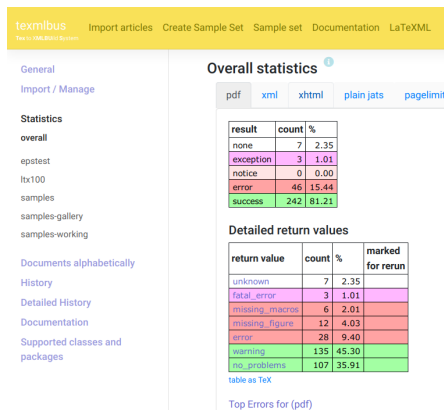 texmlbus
Import articles Create Sample Set Sample set Documentation LaTeXML
General
Import / Manage
Statistics
overall
epstest
ltx100
samples
samples-gallery
samples-working
Documents alphabetically
History
Detailed History
Documentation
Supported classes and
packages
Overall statistics
pdf xml xhtml plain jats pagelimit
result count %
none 7 2.35
exception 3 1.01
notice 0 0.00
error 46 15.44
success 242 81.21
Detailed return values
return value count % marked for rerun
unknown 7 2.35
fatal_error 3 1.01
missing_macros 6 2.01
missing_figure 12 4.03
error 28 9.40
warning 135 45.30
no_problems 107 35.91
table as TeX
Top Errors for (pdf)